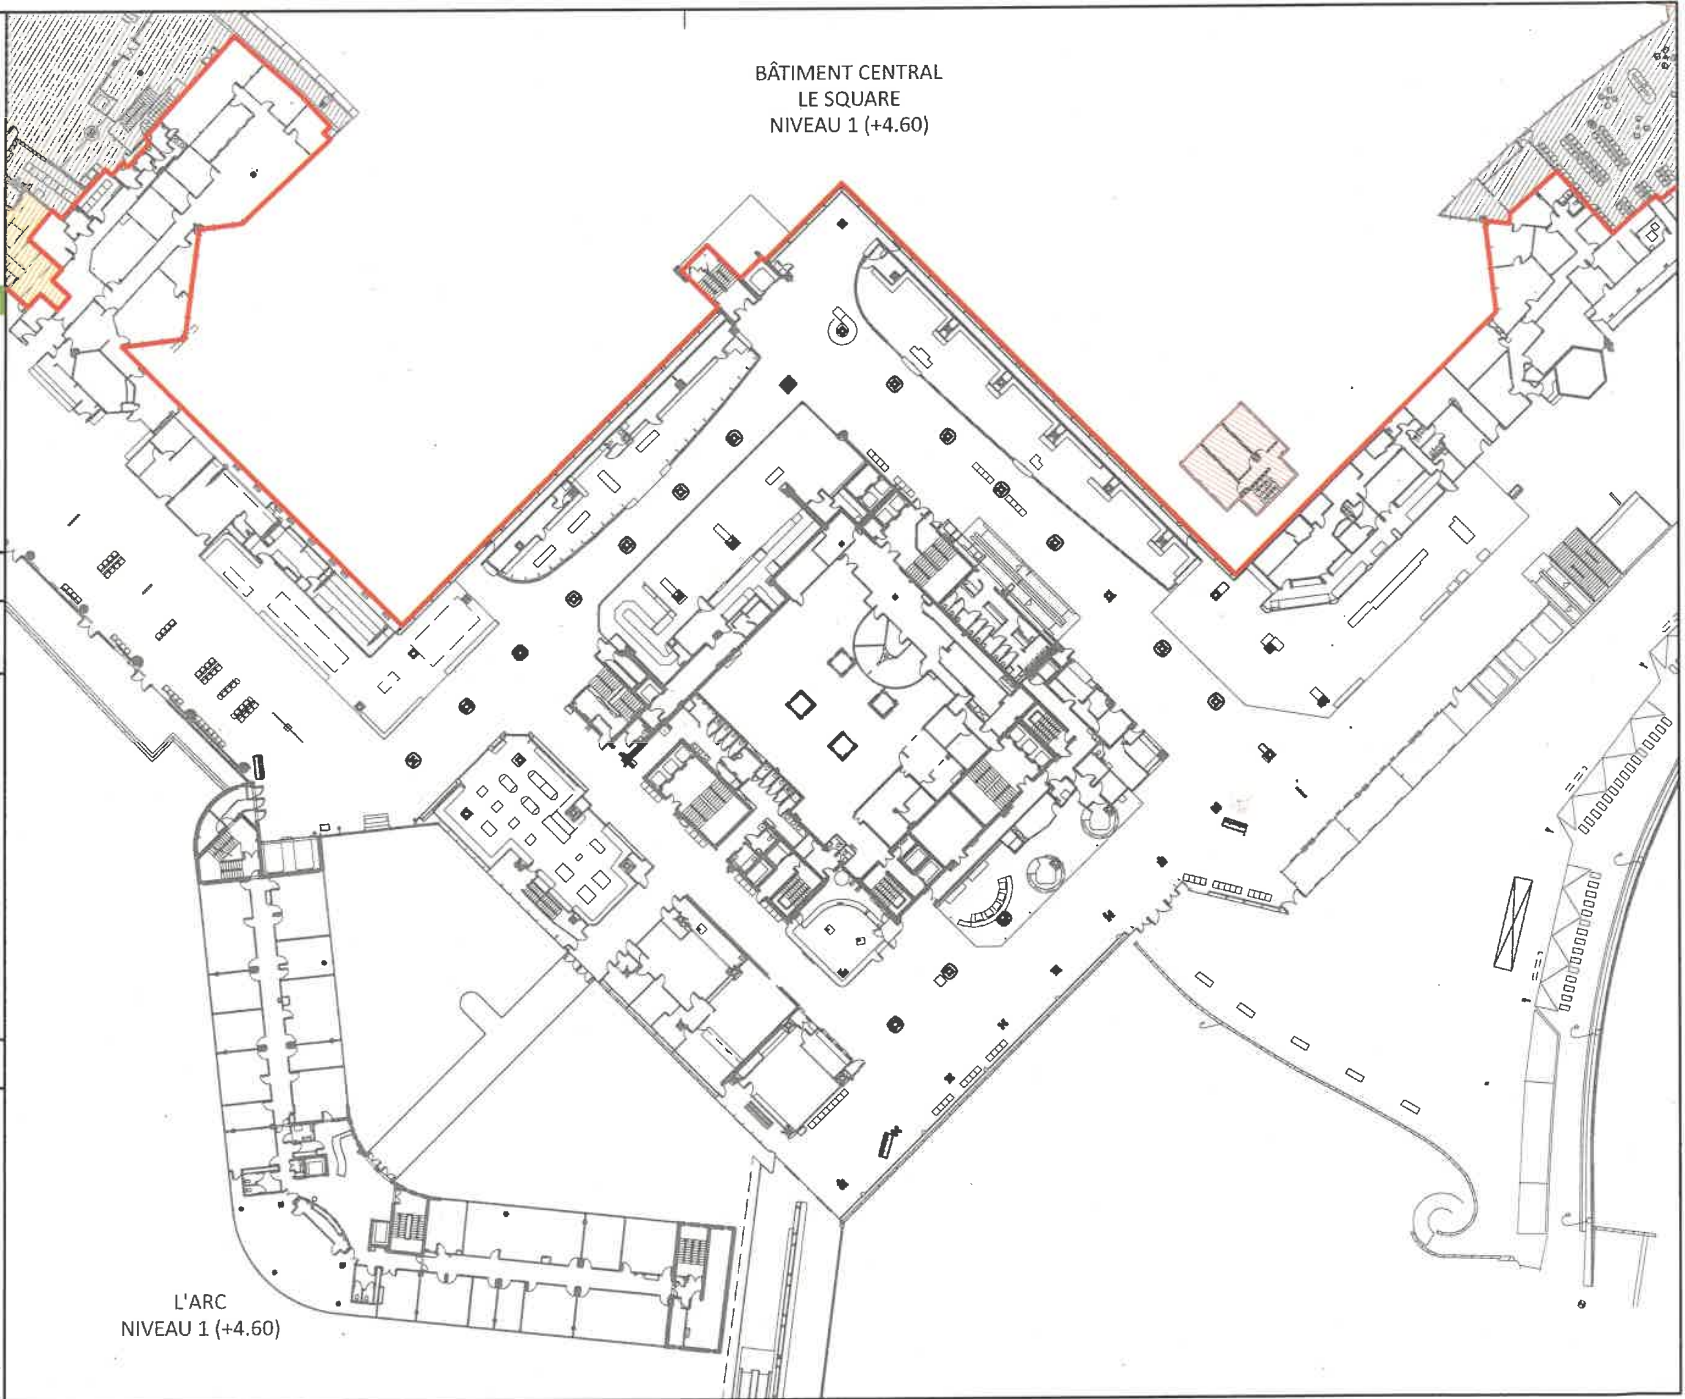 BÂTIMENT CENTRAL
LE SQUARE
NIVEAU 1 (+4.60)
L'ARC
NIVEAU 1 (+4.60)